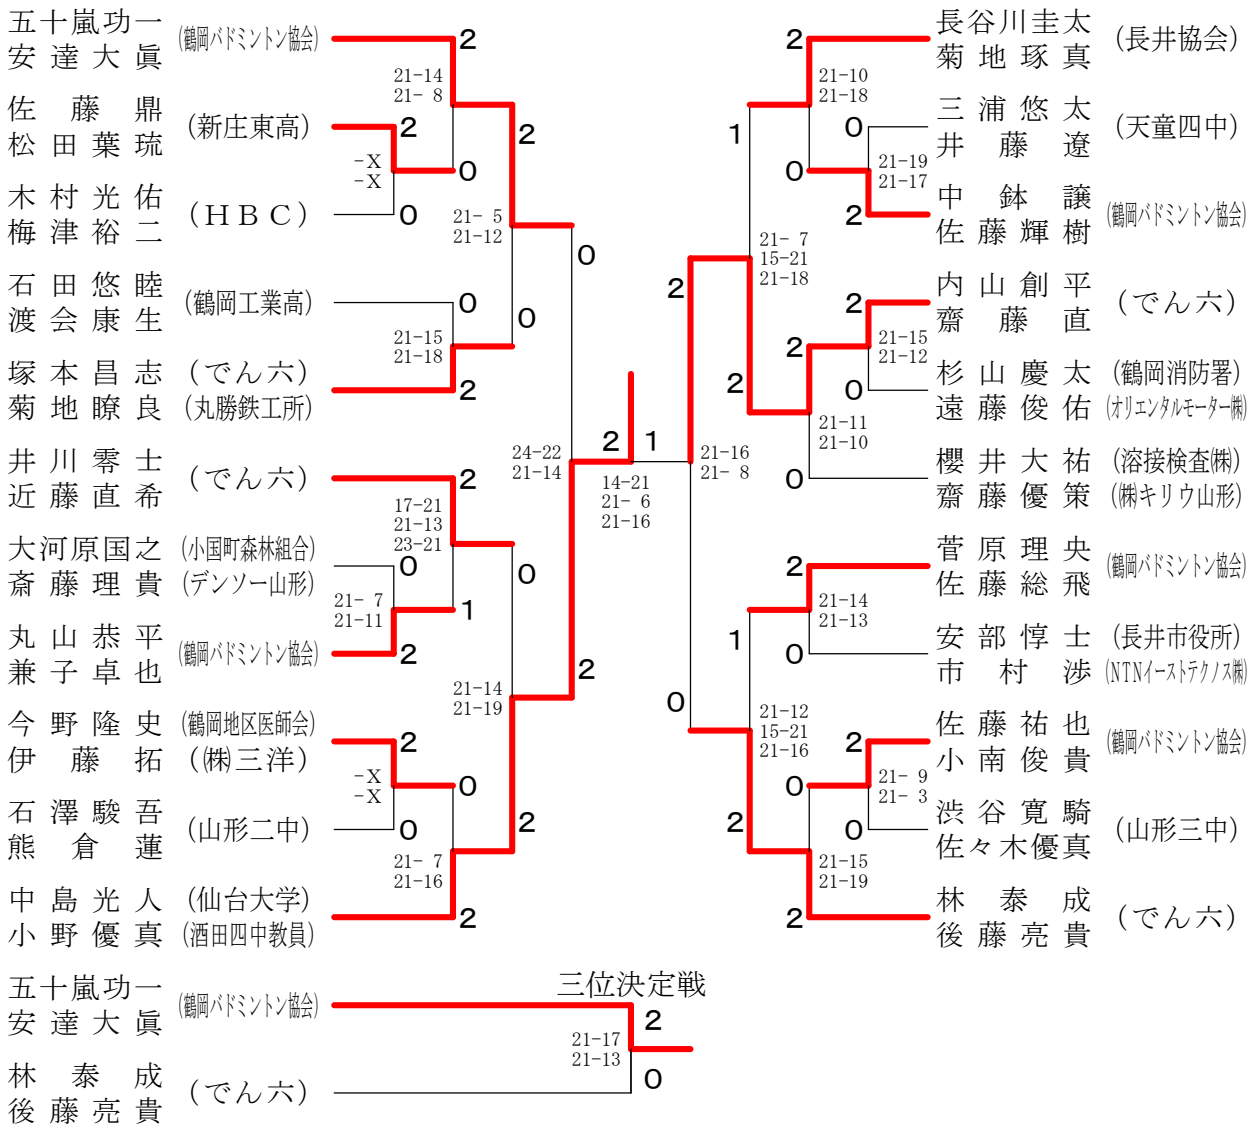 五十嵐功一
安達大眞
(鶴岡バドミントン協会)
2
21-14
21- 8
佐藤鼎
松田葉琉
(新庄東高)
2
0
-X
-X
木村光佑
梅津裕二
(HBC)
0
2
21- 5
21-12
0
石田悠睦
渡会康生
(鶴岡工業高)
0
0
21-15
21-18
塚本昌志
菊地瞭良
(でん六)
(丸勝鉄工所)
2
24-22
21-14
井川零士
近藤直希
(でん六)
2
17-21
21-13
23-21
0
大河原国之
斎藤理貴
(小国町森林組合)
(デンソー山形)
0
21- 7
21-11
1
丸山恭平
兼子卓也
(鶴岡バドミントン協会)
2
2
21-14
21-19
今野隆史
伊藤拓
(鶴岡地区医師会)
(㈱三洋)
2
0
-X
-X
石澤駿吾
熊倉蓮
(山形二中)
0
2
21- 7
21-16
中島光人
小野優真
(仙台大学)
(酒田四中教員)
2
2
1
14-21
21- 6
21-16
長谷川圭太
菊地琢真
(長井協会)
2
21-10
21-18
1
三浦悠太
井藤遼
(天童四中)
0
21-19
21-17
0
中鉢譲
佐藤輝樹
(鶴岡バドミントン協会)
2
21- 7
15-21
21-18
2
内山創平
齋藤直
(でん六)
2
21-15
21-12
2
2
杉山慶太
遠藤俊佑
(鶴岡消防署)
(オリエンタルモーター㈱)
0
21-11
21-10
21-16
21- 8
櫻井大祐
齋藤優策
(溶接検査㈱)
(㈱キリウ山形)
0
菅原理央
佐藤総飛
(鶴岡バドミントン協会)
2
21-14
21-13
1
安部惇士
市村渉
(長井市役所)
(NTNイーストテクノス㈱)
0
0
21-12
15-21
21-16
佐藤祐也
小南俊貴
(鶴岡バドミントン協会)
2
21- 9
21- 3
0
渋谷寛騎
佐々木優真
(山形三中)
0
2
21-15
21-19
林泰成
後藤亮貴
(でん六)
2
三位決定戦
五十嵐功一
安達大眞
(鶴岡バドミントン協会)
2
21-17
21-13
0
林泰成
後藤亮貴
(でん六)